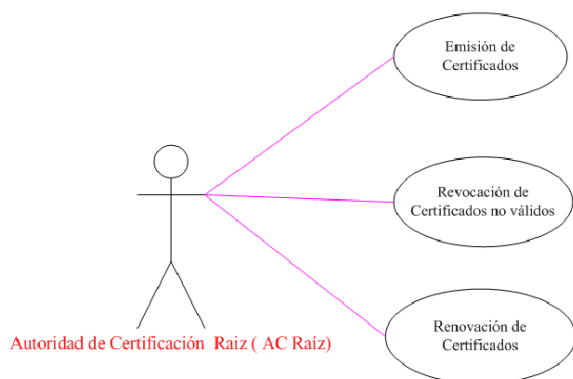 Emisión de
Certificados
Revocación de
Certificados no válidos
Autoridad de Certificación Raiz ( AC Raíz)
Renovación de
Certificados